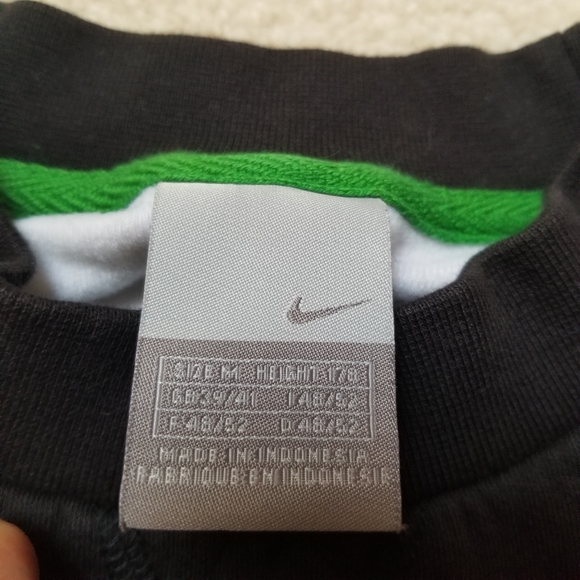 SIZE M HEIGHT 178
GB 39/41 I 48/52
F 48/52 D 48/52
MADE IN INDONESIA
FABRIQUE EN INDONESIE